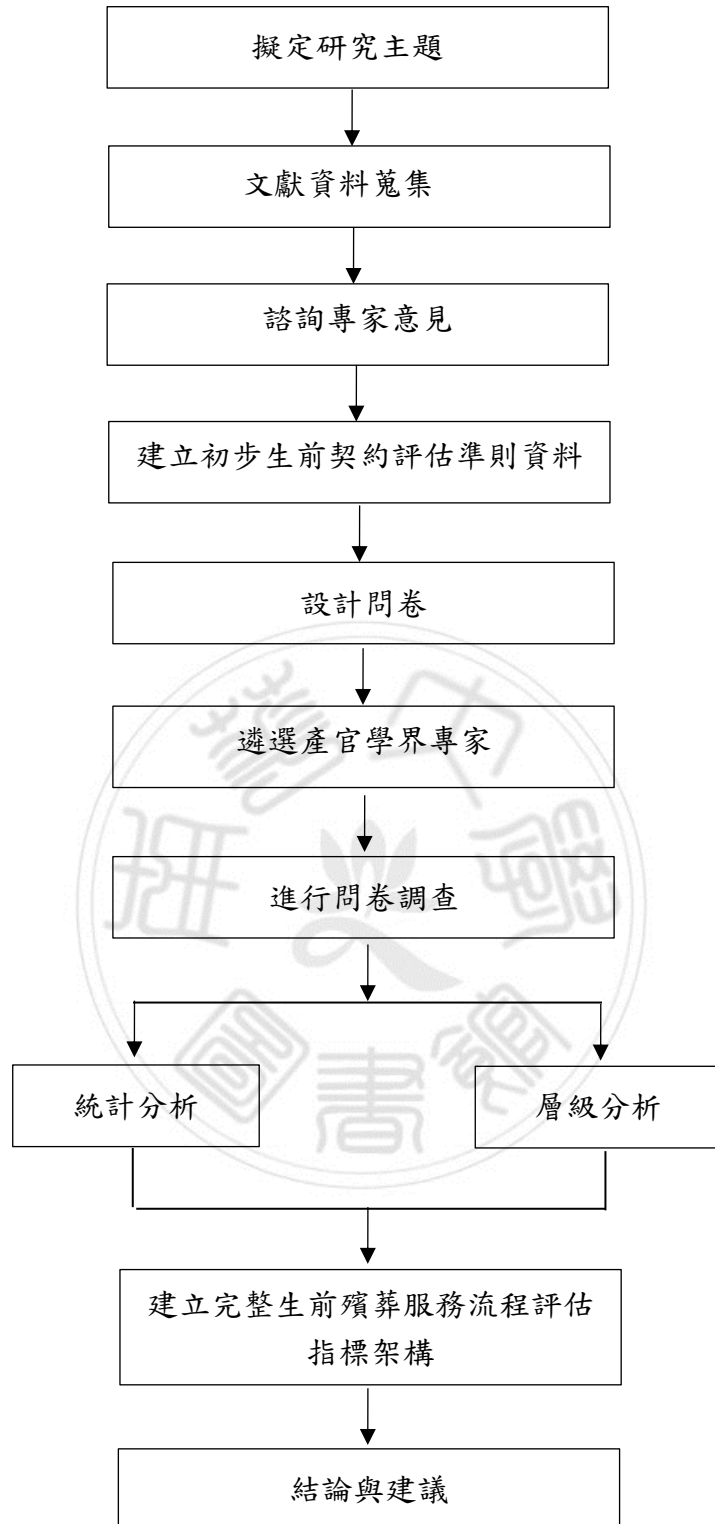 擬定研究主題
文獻資料蒐集
諮詢專家意見
建立初步生前契約評估準則資料
設計問卷
遴選產官學界專家
進行問卷調查
統計分析
層級分析
建立完整生前殯葬服務流程評估
指標架構
結論與建議